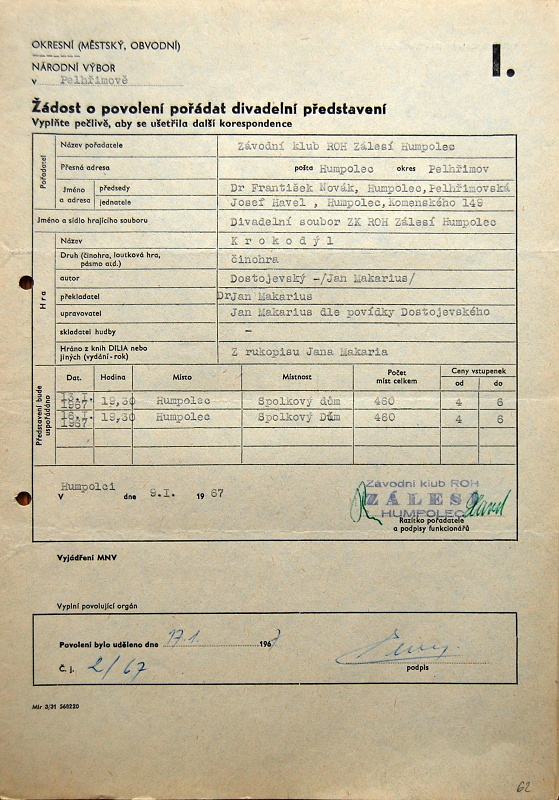 OKRESNÍ (MĚSTSKÝ, OBVODNÍ)
NÁRODNÍ VÝBOR
v Pelhřimově
I.
Žádost o povolení pořádat divadelní představení
Vyplňte pečlivě, aby se ušetřila další korespondence
Pořadatel
Název pořadatele Závodní klub ROH Zálesí Humpolec
Přesná adresa pošta Humpolec okres Pelhřimov
Jméno a adresa předsedy Dr František Novák, Humpolec,Pelhřimovská
jednatele Josef Havel , Humpolec,Komenského 149
Jméno a sídlo hrajícího souboru Divadelní soubor ZK ROH Zálesí Humpolec
Hra
Název Krokodýl
Druh (činohra, loutková hra, pásmo atd.) činohra
autor Dostojevský -/Jan Makarius/
překladatel DrJan Makarius
upravovatel Jan Makarius dle povídky Dostojevského
skladatel hudby -
Hráno z knih DILIA nebo jiných (vydání - rok) Z rukopisu Jana Makaria
Představení bude uspořádáno
Dat. Hodina Místo Místnost Počet míst celkem Ceny vstupenek od do
13.I. 1967 19,30 Humpolec Spolkový dům 460 4 6
16.I. 1967 19,30 Humpolec Spolkový Dům 460 4 6
V Humpolci dne 9.I. 1967
Závodní klub ROH
ZÁLESÍ
HUMPOLEC
Razítko pořadatele
a podpisy funkcionářů
Vyjádření MNV
Vyplní povolující orgán
Povolení bylo uděleno dne 17.1. 1967
Č. j. 2/67
podpis
Mír 3/31 568220
62